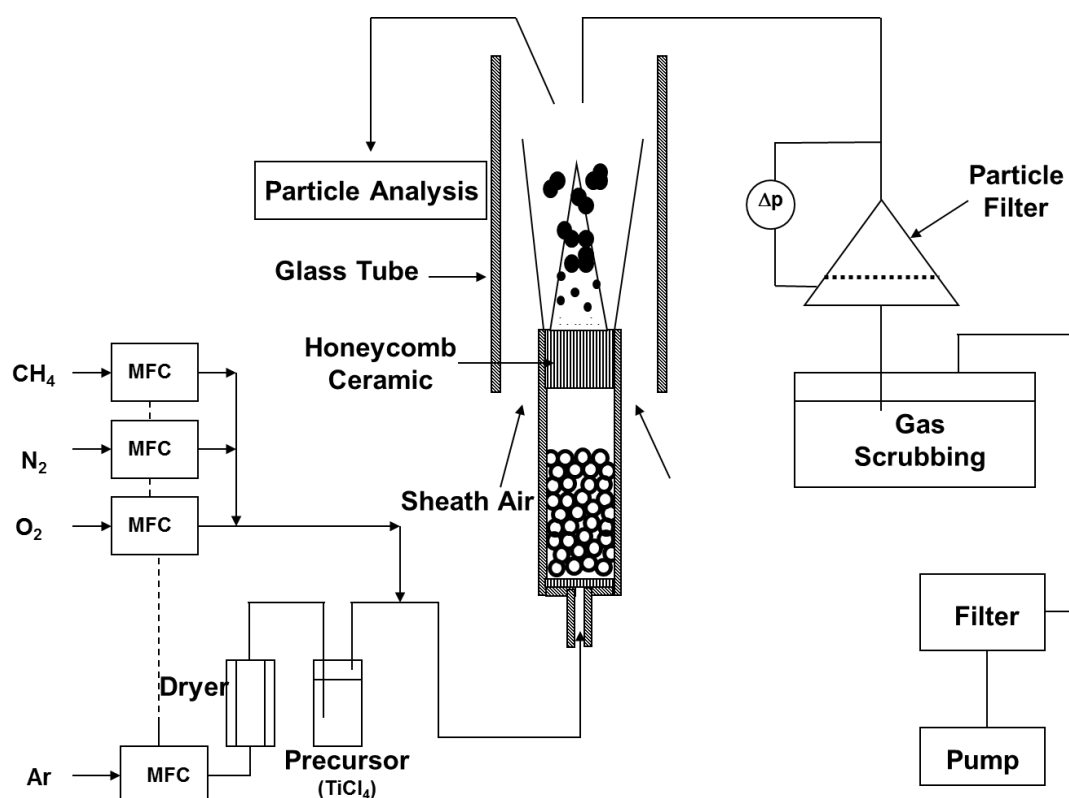 Particle Analysis
Δp
Particle
Filter
Glass Tube
Honeycomb
Ceramic
CH₄
MFC
N₂
MFC
O₂
MFC
Sheath Air
Gas
Scrubbing
Filter
Dryer
Precursor
(TiCl₄)
Pump
Ar
MFC